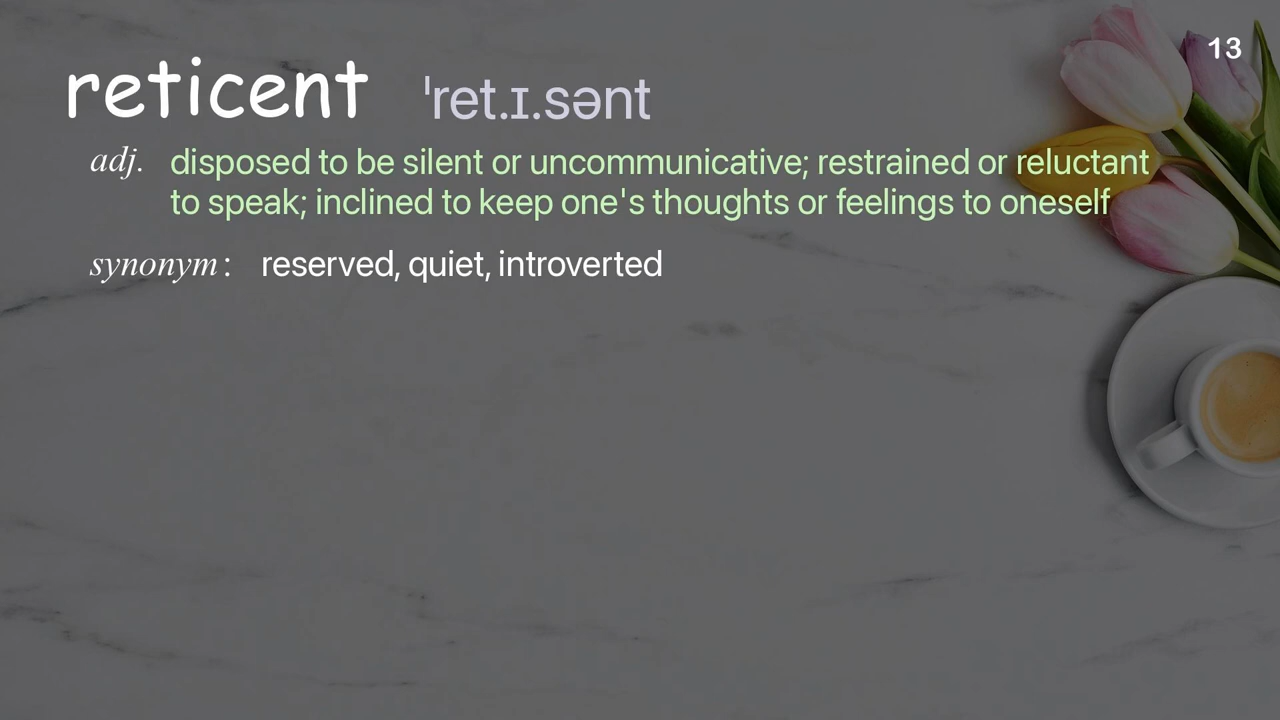 13
reticent ˈret.ɪ.sənt
adj. disposed to be silent or uncommunicative; restrained or reluctant
to speak; inclined to keep one's thoughts or feelings to oneself
synonym : reserved, quiet, introverted